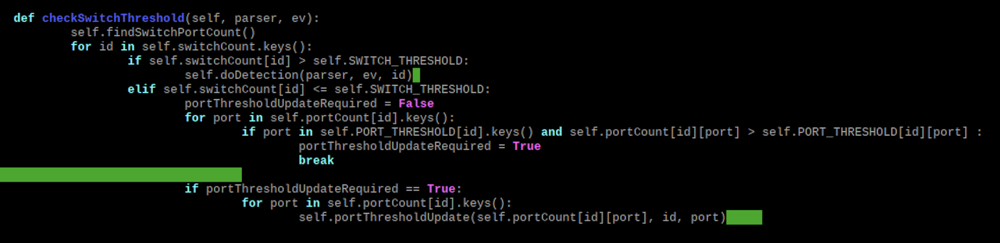 def checkSwitchThreshold(self, parser, ev):
        self.findSwitchPortCount()
        for id in self.switchCount.keys():
                if self.switchCount[id] > self.SWITCH_THRESHOLD:
                        self.doDetection(parser, ev, id)
                elif self.switchCount[id] <= self.SWITCH_THRESHOLD:
                        portThresholdUpdateRequired = False
                        for port in self.portCount[id].keys():
                                if port in self.PORT_THRESHOLD[id].keys() and self.portCount[id][port] > self.PORT_THRESHOLD[id][port] :
                                        portThresholdUpdateRequired = True
                                        break
                        if portThresholdUpdateRequired == True:
                                for port in self.portCount[id].keys():
                                        self.portThresholdUpdate(self.portCount[id][port], id, port)